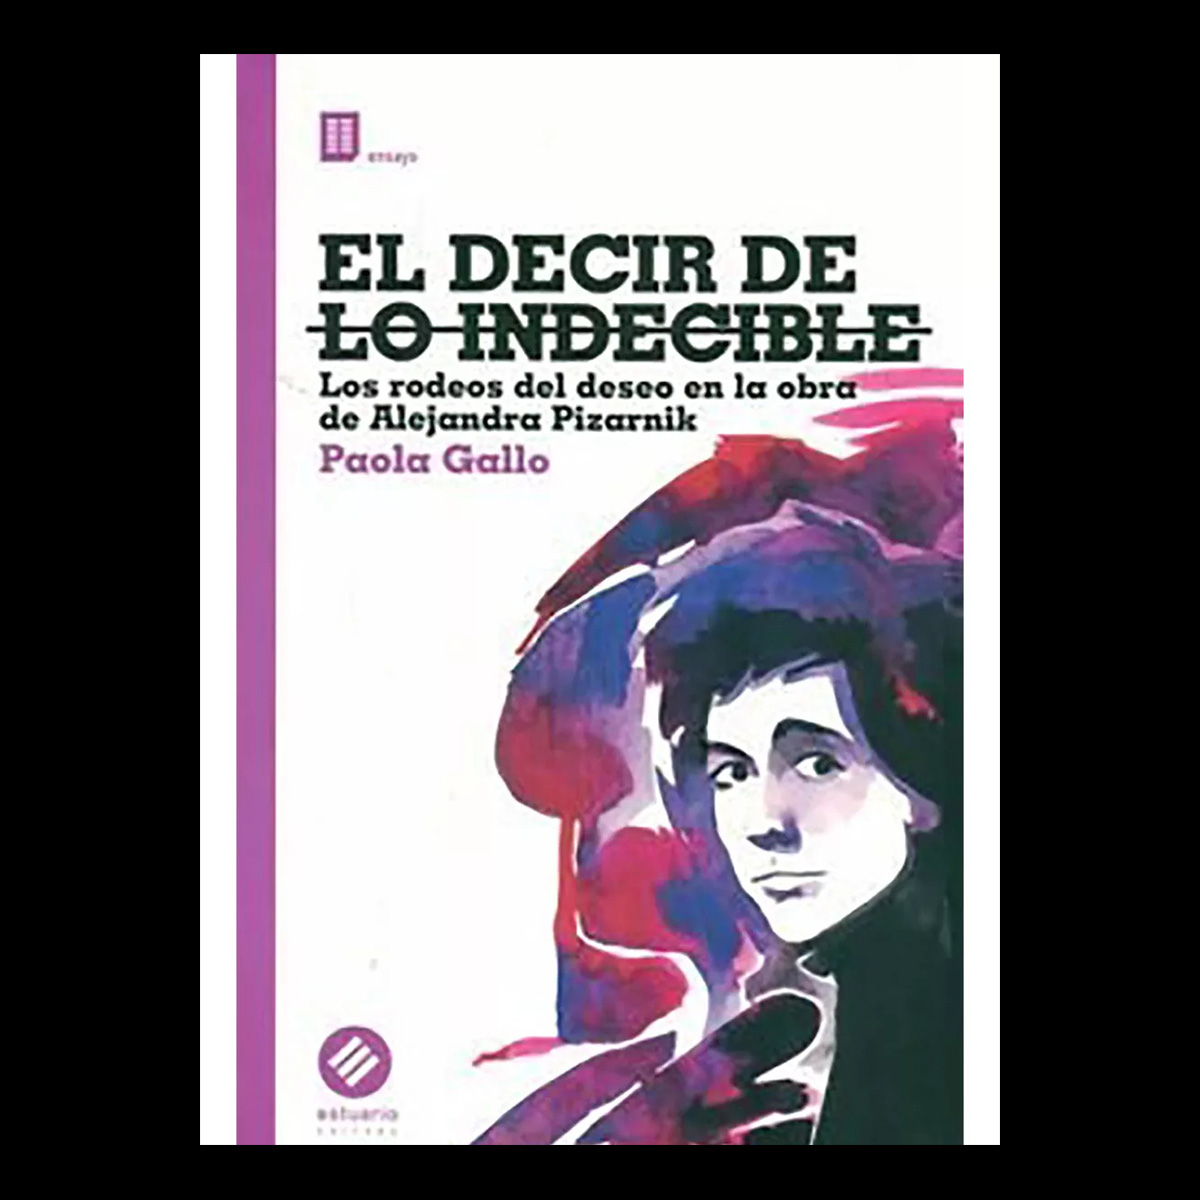 ensayo
EL DECIR DE
LO INDECIBLE
Los rodeos del deseo en la obra
de Alejandra Pizarnik
Paola Gallo
estuario
editora